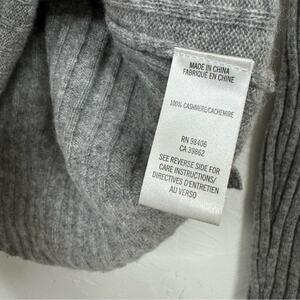 MADE IN CHINA
FABRIQUÉ EN CHINE
100% CASHMERE/CACHEMIRE
RN 98406
CA 39862
SEE REVERSE SIDE FOR
CARE INSTRUCTIONS/
DIRECTIVES D'ENTRETIEN
AU VERSO